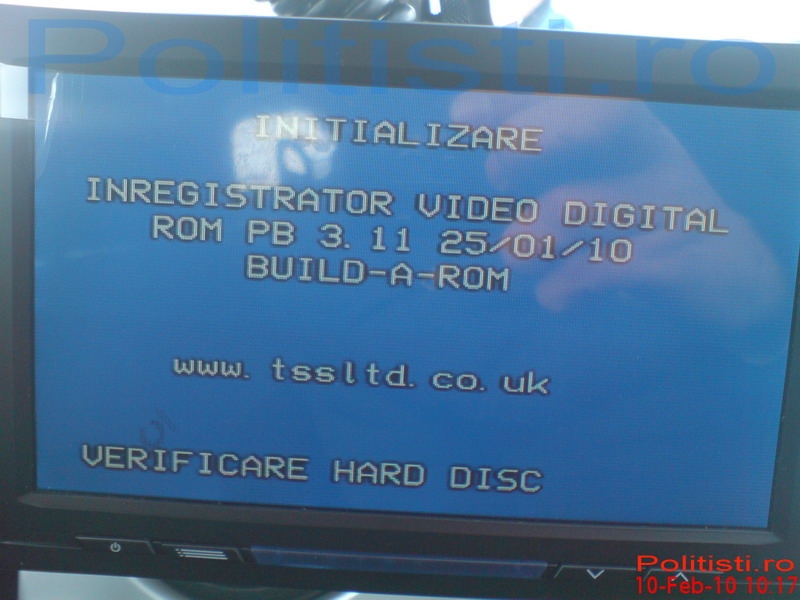 Politisti.ro
INITIALIZARE
INREGISTRATOR VIDEO DIGITAL
ROM PB 3.11 25/01/10
BUILD-A-ROM
www.tssltd.co.uk
VERIFICARE HARD DISC
Politisti.ro
10-Feb-10 10:17